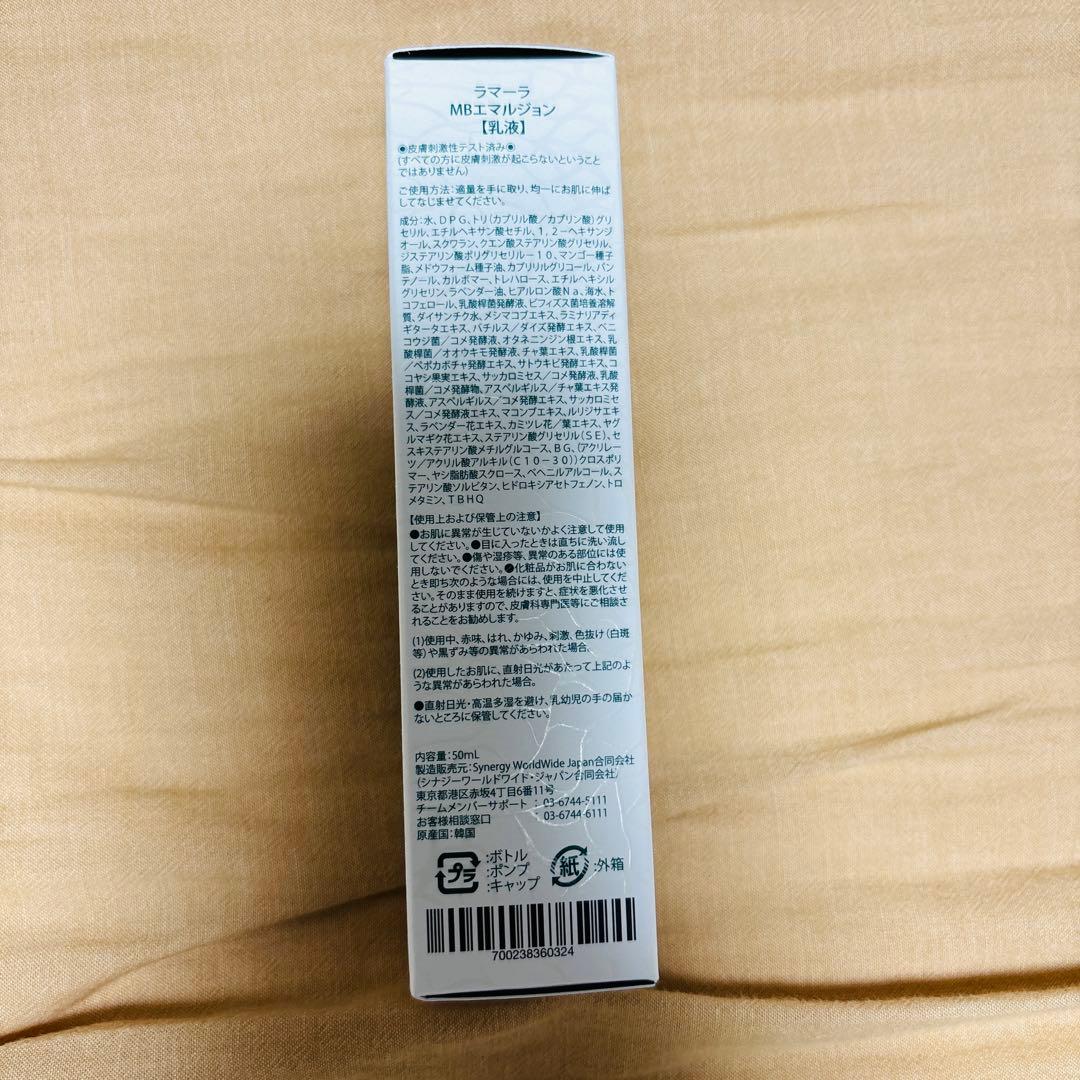 ラマーラ
MBエマルジョン
【乳液】
◉皮膚刺激性テスト済み◉
(すべての方に皮膚刺激が起こらないということ
ではありません)
ご使用方法:適量を手に取り、均一にお肌に伸ば
してなじませてください。
成分:水、DPG、トリ(カプリル酸/カプリン酸)グリ
セリル、エチルヘキサン酸セチル、1,2-ヘキサンジ
オール、スクワラン、クエン酸ステアリン酸グリセリル、
ジステアリン酸ポリグリセリル-10、マンゴー種子
脂、メドウフォーム種子油、カプリリルグリコール、パン
テノール、カルボマー、トレハロース、エチルヘキシル
グリセリン、ラベンダー油、ヒアルロン酸Na、海水、ト
コフェロール、乳酸桿菌発酵液、ビフィズス菌培養溶解
質、ダイサンチク水、メシマコブエキス、ラミナリアディ
ギタータエキス、バチルス/ダイズ発酵エキス、ベニ
コウジ菌/コメ発酵液、オタネニンジン根エキス、乳
酸桿菌/オオウキモ発酵液、チャ葉エキス、乳酸桿菌
/ペポカボチャ発酵エキス、サトウキビ発酵エキス、コ
コヤシ果実エキス、サッカロミセス/コメ発酵液、乳酸
桿菌/コメ発酵物、アスペルギルス/チャ葉エキス発
酵液、アスペルギルス/コメ発酵エキス、サッカロミセ
ス/コメ発酵液エキス、マコンブエキス、ルリジサエキ
ス、ラベンダー花エキス、カミツレ花/葉エキス、ヤグ
ルマギク花エキス、ステアリン酸グリセリル(SE)、セ
スキステアリン酸メチルグルコース、BG、(アクリレー
ツ/アクリル酸アルキル(C10-30))クロスポリ
マー、ヤシ脂肪酸スクロース、ベヘニルアルコール、ス
テアリン酸ソルビタン、ヒドロキシアセトフェノン、トロ
メタミン、TBHQ
【使用上および保管上の注意】
●お肌に異常が生じていないかよく注意して使用
してください。●目に入ったときは直ちに洗い流し
てください。●傷や湿疹等、異常のある部位には使
用しないでください。●化粧品がお肌に合わない
とき即ち次のような場合には、使用を中止してくだ
さい。そのまま使用を続けますと、症状を悪化させ
ることがありますので、皮膚科専門医等にご相談さ
れることをお勧めします。
(1)使用中、赤味、はれ、かゆみ、刺激、色抜け(白斑
等)や黒ずみ等の異常があらわれた場合。
(2)使用したお肌に、直射日光があたって上記のよ
うな異常があらわれた場合。
●直射日光・高温多湿を避け、乳幼児の手の届か
ないところに保管してください。
内容量:50mL
製造販売元:Synergy WorldWide Japan合同会社
(シナジーワールドワイド・ジャパン合同会社)
東京都港区赤坂4丁目6番11号
チームメンバーサポート : 03-6744-5111
お客様相談窓口 : 03-6744-6111
原産国:韓国
プラ :ボトル
:ポンプ
:キャップ
紙 :外箱
700238360324